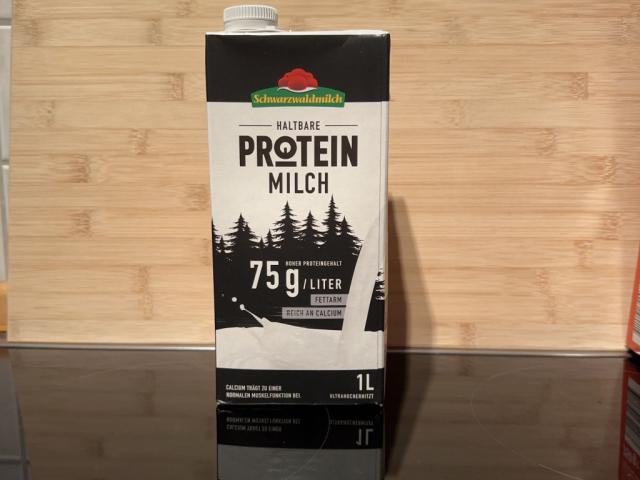 Schwarzwaldmilch
HALTBARE
PROTEIN
MILCH
HOHER PROTEINGEHALT
75 g / LITER
FETTARM
REICH AN CALCIUM
CALCIUM TRÄGT ZU EINER
NORMALEN MUSKELFUNKTION BEI.
1L
ULTRAHOCHERHITZT